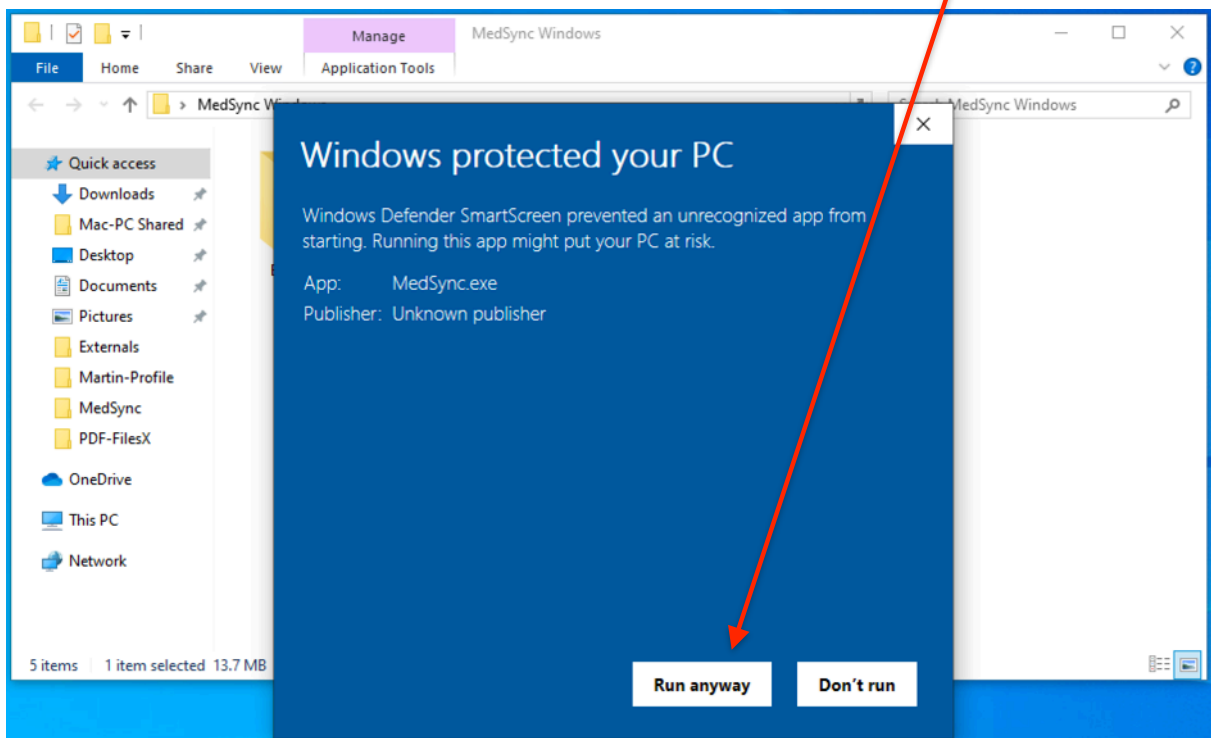 Manage
MedSync Windows
File
Home
Share
View
Application Tools
MedSync
MedSync Windows
Quick access
Downloads
Mac-PC Shared
Desktop
Documents
Pictures
Externals
Martin-Profile
MedSync
PDF-FilesX
OneDrive
This PC
Network
5 items
1 item selected 13.7 MB
Windows protected your PC
Windows Defender SmartScreen prevented an unrecognized app from
starting. Running this app might put your PC at risk.
App: MedSync.exe
Publisher: Unknown publisher
Run anyway
Don't run